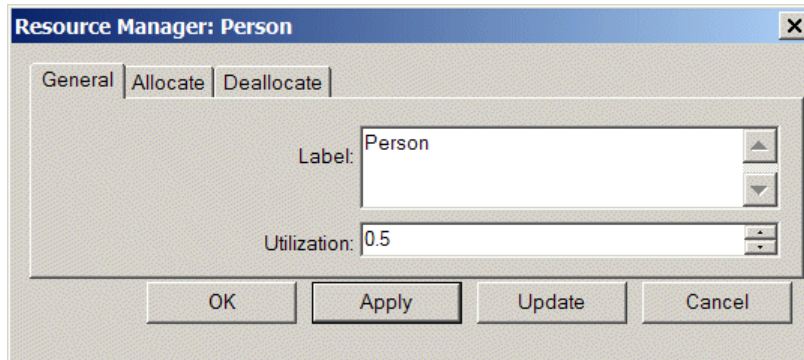 Resource Manager: Person
General Allocate Deallocate
Label: Person
Utilization: 0.5
OK Apply Update Cancel